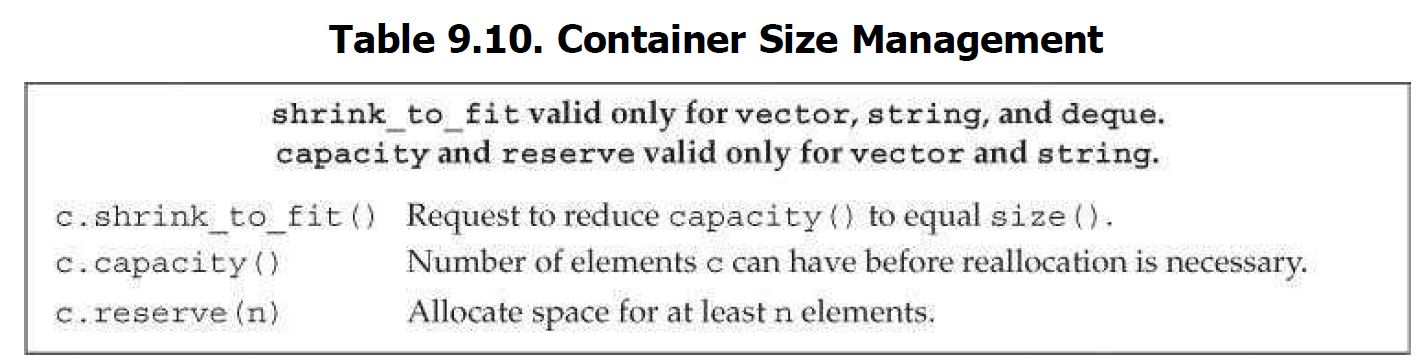 Table 9.10. Container Size Management
shrink_to_fit valid only for vector, string, and deque.
capacity and reserve valid only for vector and string.
c.shrink_to_fit() Request to reduce capacity() to equal size().
c.capacity() Number of elements c can have before reallocation is necessary.
c.reserve(n) Allocate space for at least n elements.